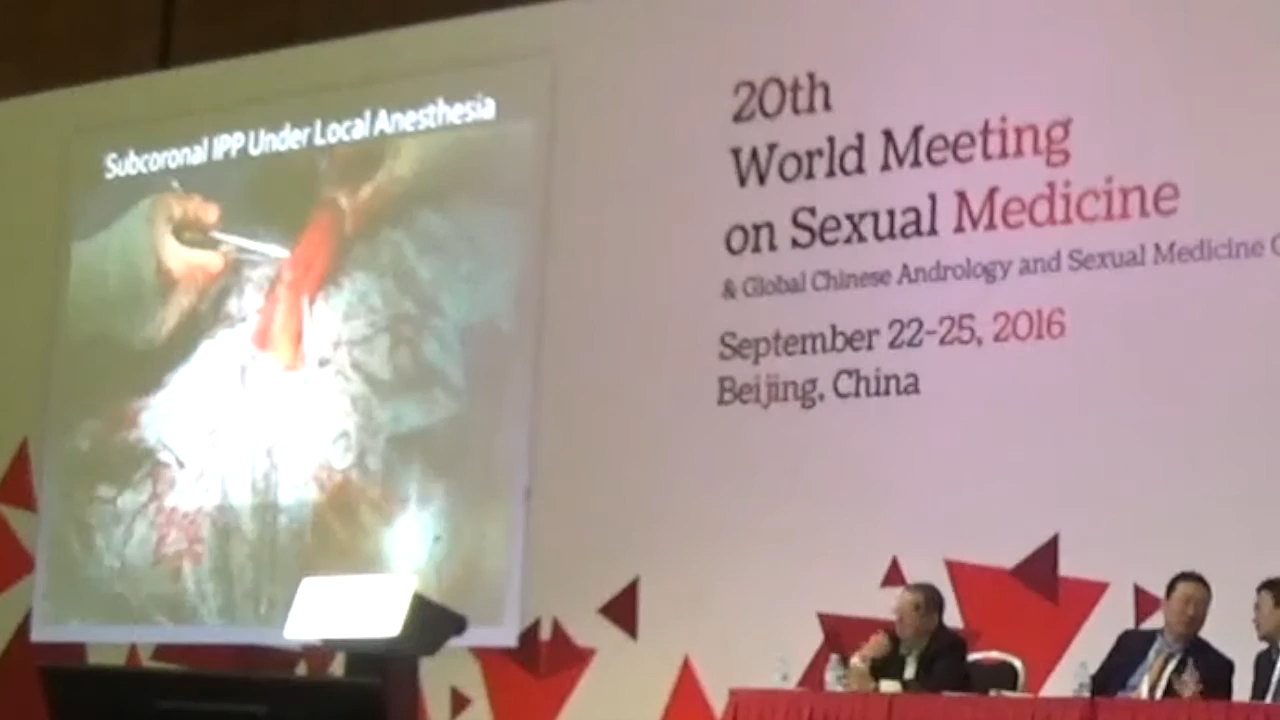 Subcoronal IPP Under Local Anesthesia
20th
World Meeting
on Sexual Medicine
& Global Chinese Andrology and Sexual Medicine
September 22-25, 2016
Beijing, China